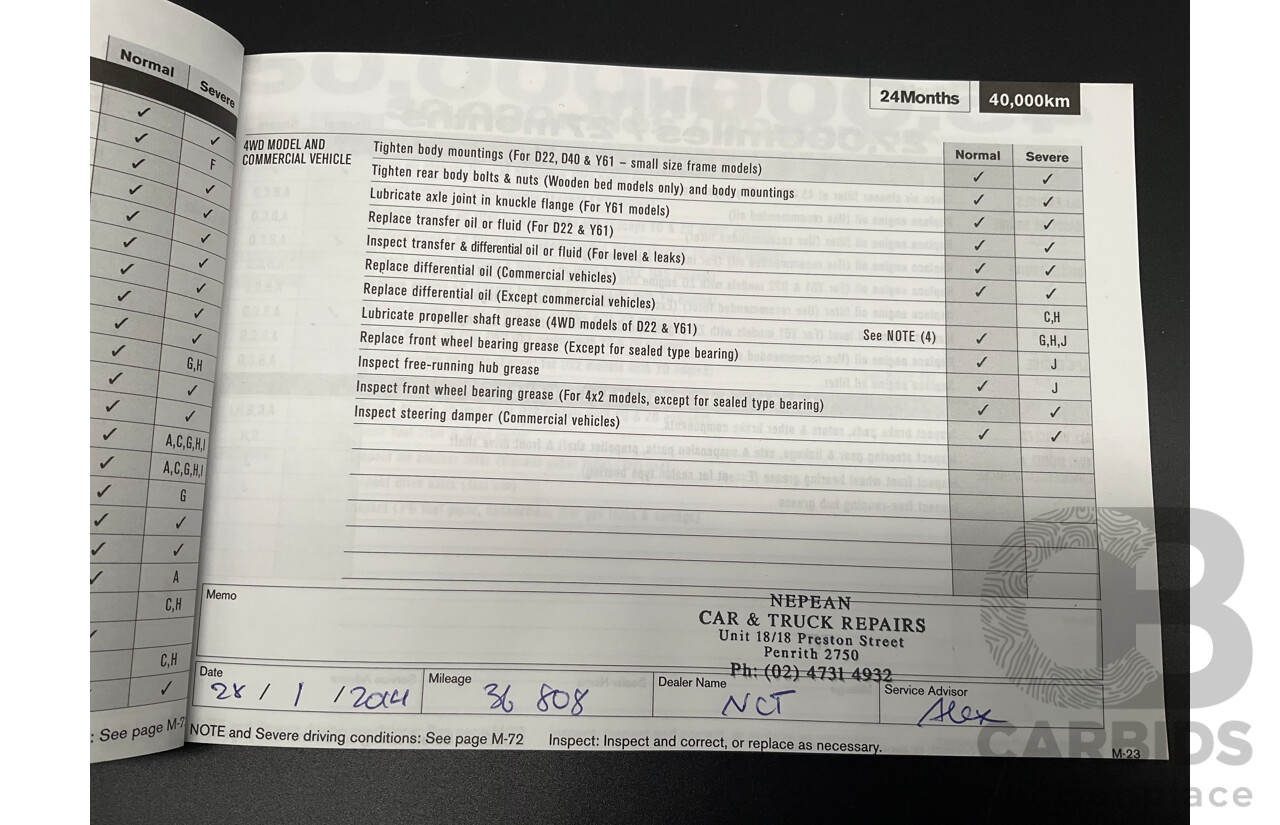 Normal
Severe
✓
✓ ✓
✓ F
✓ ✓
✓ ✓
✓ ✓
✓ ✓
✓ ✓
✓ ✓
✓ ✓
✓ G,H
✓ ✓
✓ ✓
✓ A,C,G,H,I
✓ A,C,G,H,I
✓ G
✓ ✓
✓ ✓
✓ A
C,H
✓
C,H
✓
: See page M-7
24Months 40,000km
Normal Severe
4WD MODEL AND
COMMERCIAL VEHICLE
Tighten body mountings (For D22, D40 & Y61 – small size frame models) ✓ ✓
Tighten rear body bolts & nuts (Wooden bed models only) and body mountings ✓ ✓
Lubricate axle joint in knuckle flange (For Y61 models) ✓ ✓
Replace transfer oil or fluid (For D22 & Y61) ✓ ✓
Inspect transfer & differential oil or fluid (For level & leaks) ✓ ✓
Replace differential oil (Commercial vehicles) ✓ ✓
Replace differential oil (Except commercial vehicles) C,H
Lubricate propeller shaft grease (4WD models of D22 & Y61) See NOTE (4) ✓ G,H,J
Replace front wheel bearing grease (Except for sealed type bearing) ✓ J
Inspect free-running hub grease ✓ J
Inspect front wheel bearing grease (For 4x2 models, except for sealed type bearing) ✓ ✓
Inspect steering damper (Commercial vehicles) ✓ ✓
Memo
NEPEAN
CAR & TRUCK REPAIRS
Unit 18/18 Preston Street
Penrith 2750
Ph: (02) 4731 4932
Date 28 / 1 / 2014
Mileage 36 808
Dealer Name NCT
Service Advisor Alex
NOTE and Severe driving conditions: See page M-72 Inspect: Inspect and correct, or replace as necessary.
M-23
CARBIDS